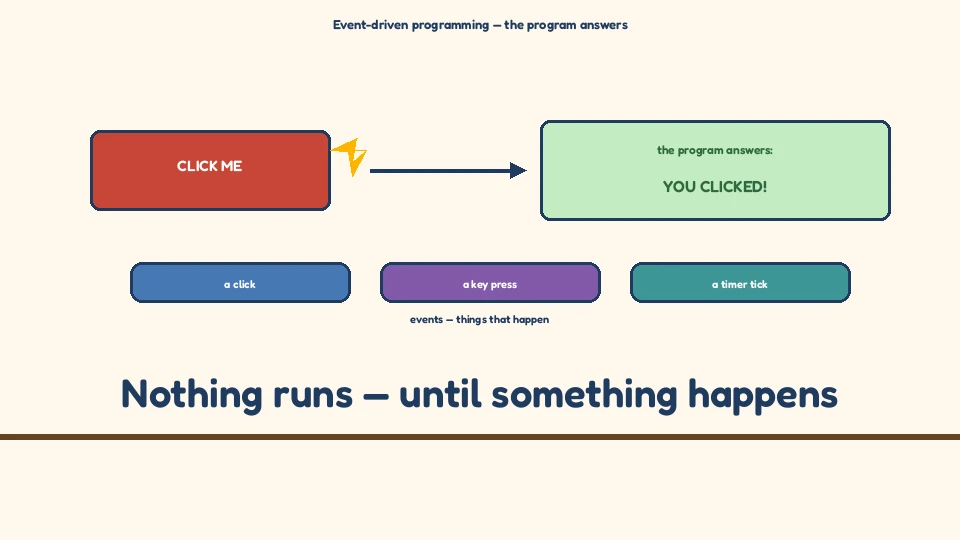 Event-driven programming — the program answers
CLICK ME
the program answers:
YOU CLICKED!
a click
a key press
a timer tick
events — things that happen
Nothing runs — until something happens